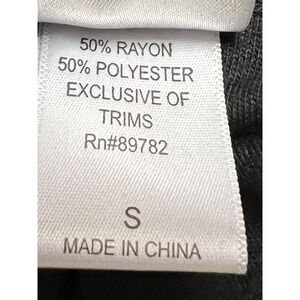 50% RAYON
50% POLYESTER
EXCLUSIVE OF
TRIMS
Rn#89782
S
MADE IN CHINA